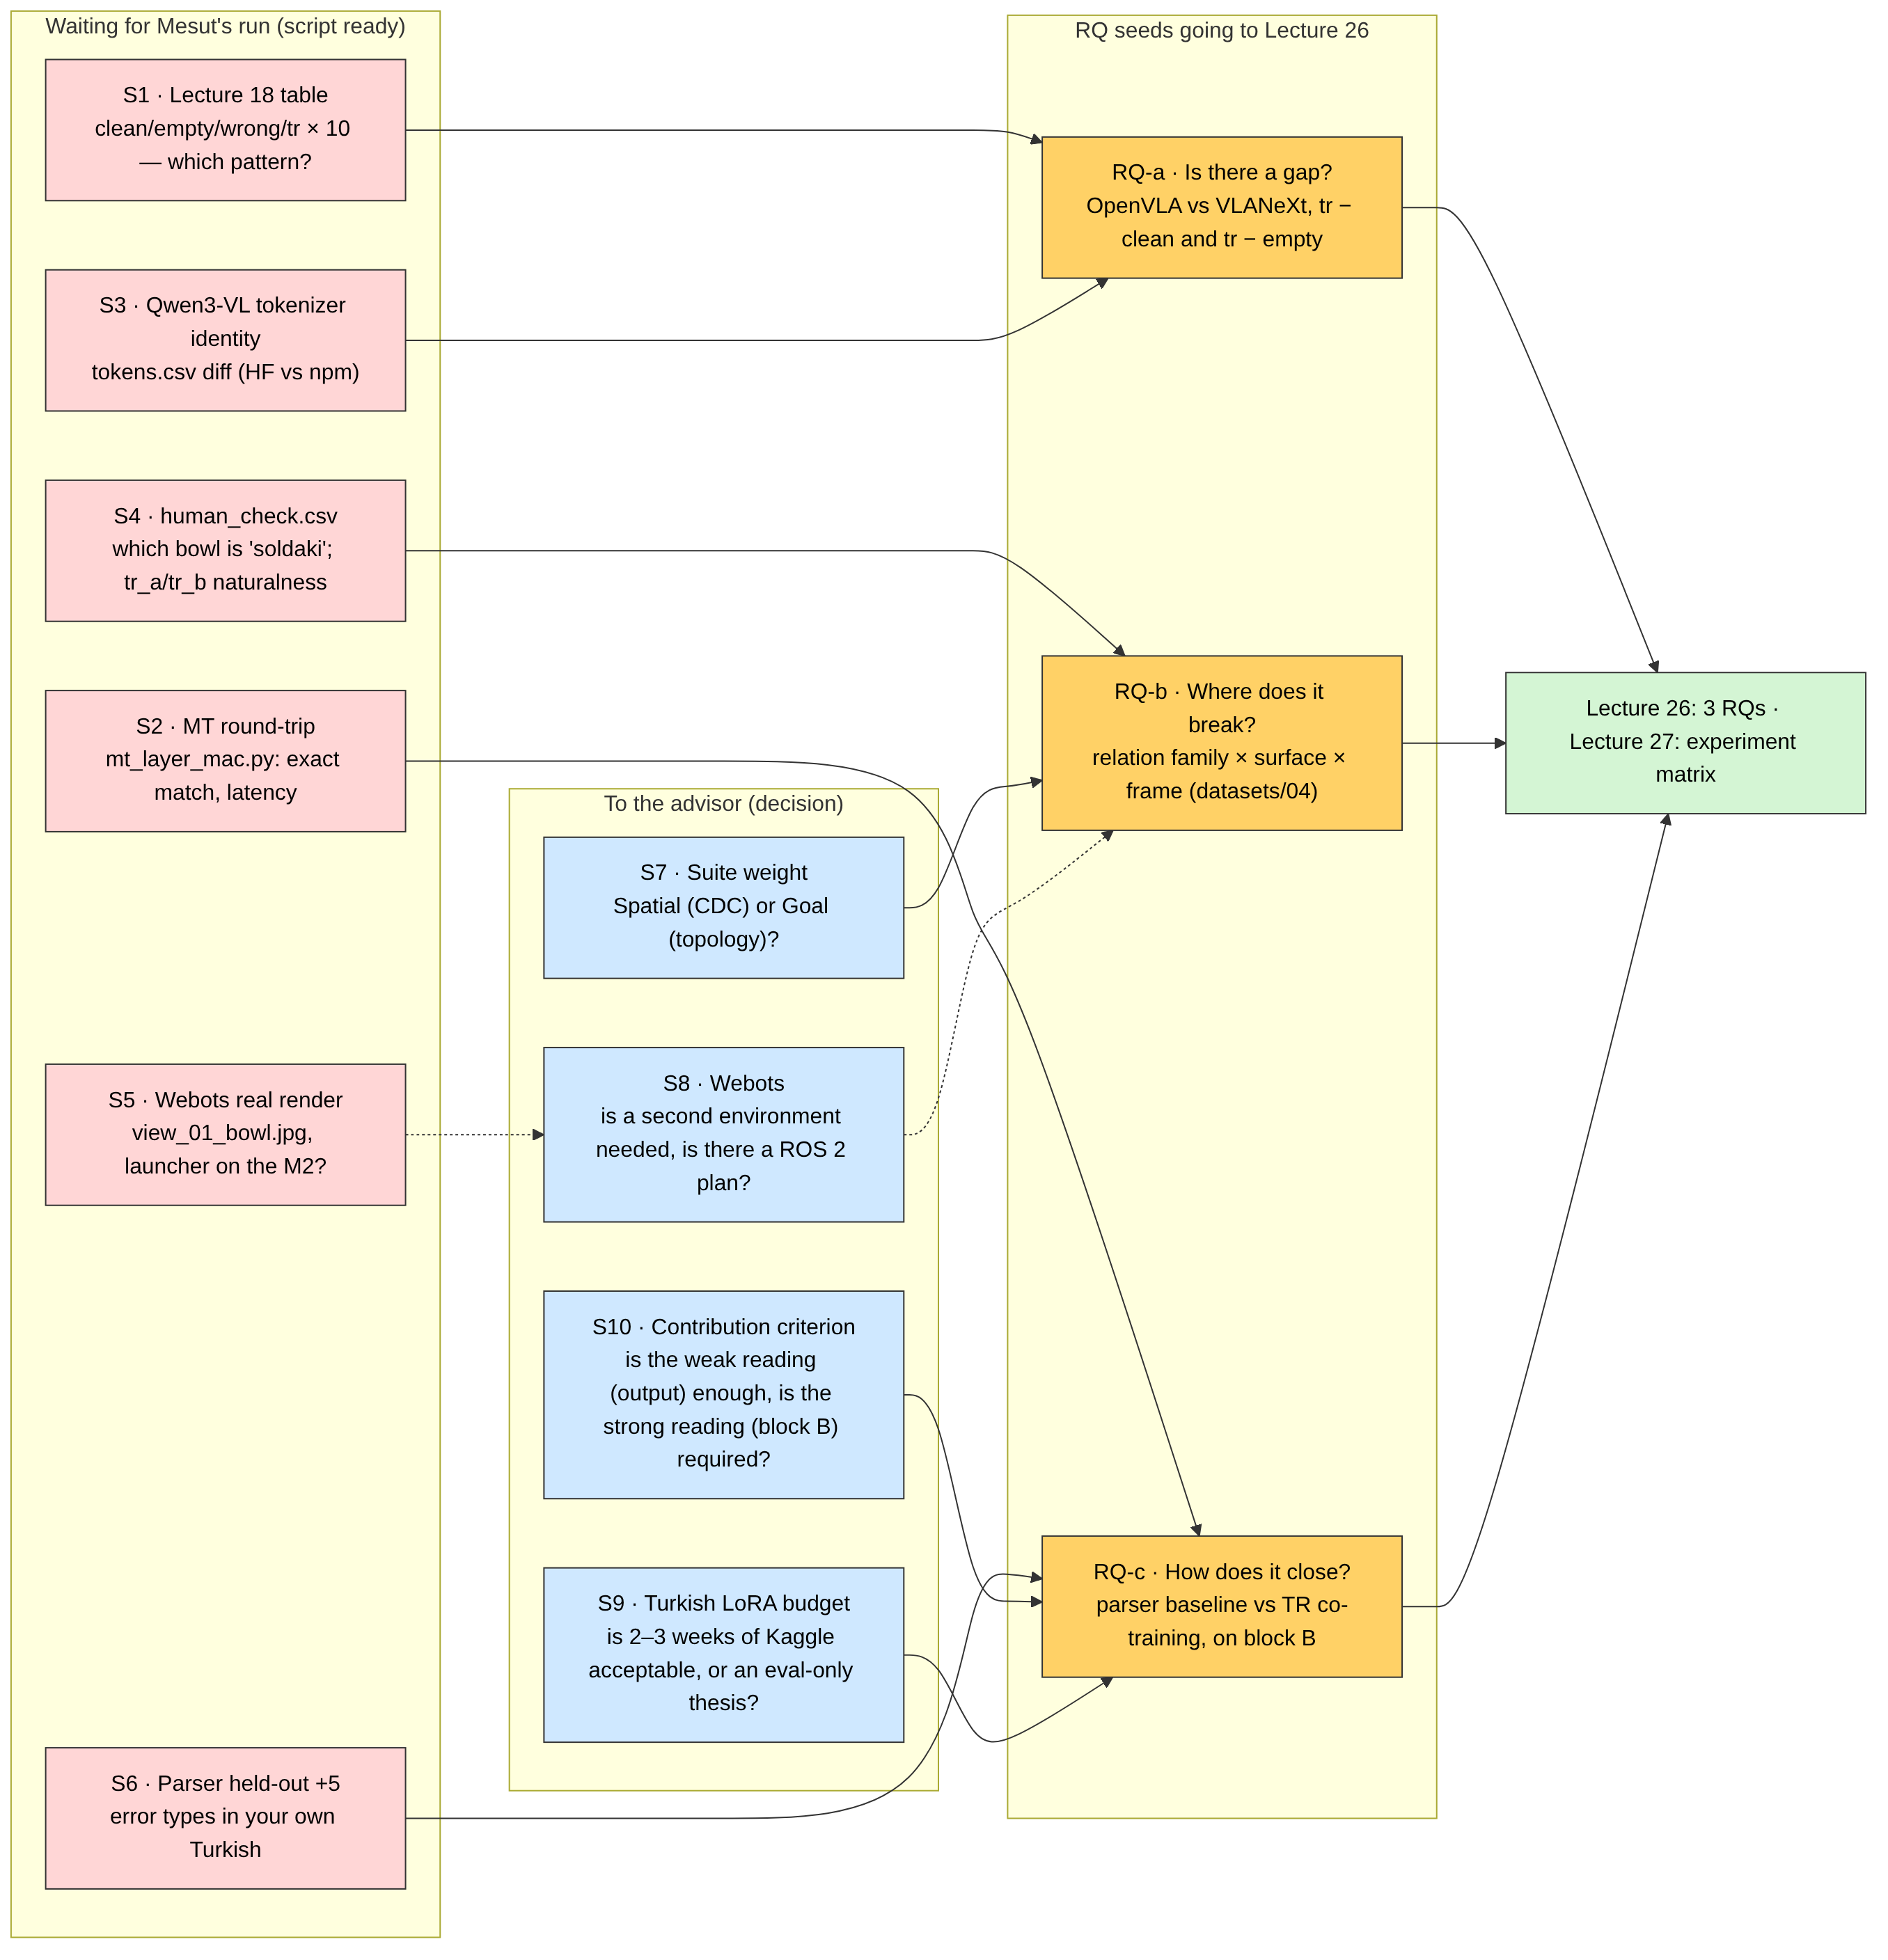 Waiting for Mesut's run (script ready)
S1 · Lecture 18 table
clean/empty/wrong/tr × 10
— which pattern?
S3 · Qwen3-VL tokenizer
identity
tokens.csv diff (HF vs npm)
S4 · human_check.csv
which bowl is 'soldaki';
tr_a/tr_b naturalness
S2 · MT round-trip
mt_layer_mac.py: exact
match, latency
S5 · Webots real render
view_01_bowl.jpg,
launcher on the M2?
S6 · Parser held-out +5
error types in your own
Turkish
To the advisor (decision)
S7 · Suite weight
Spatial (CDC) or Goal
(topology)?
S8 · Webots
is a second environment
needed, is there a ROS 2
plan?
S10 · Contribution criterion
is the weak reading
(output) enough, is the
strong reading (block B)
required?
S9 · Turkish LoRA budget
is 2–3 weeks of Kaggle
acceptable, or an eval-only
thesis?
RQ seeds going to Lecture 26
RQ-a · Is there a gap?
OpenVLA vs VLANeXt, tr −
clean and tr − empty
RQ-b · Where does it
break?
relation family × surface ×
frame (datasets/04)
RQ-c · How does it close?
parser baseline vs TR co-
training, on block B
Lecture 26: 3 RQs ·
Lecture 27: experiment
matrix